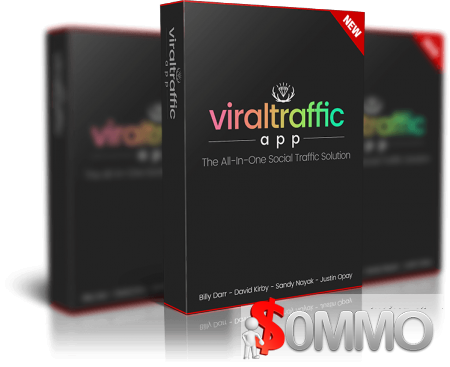 NEW
viraltraffic
viraltraffic
app
The All-In-One Social Traffic Solution
Billy Darr - David Kirby - Sandy Nayak - Justin Opay
$0MMO